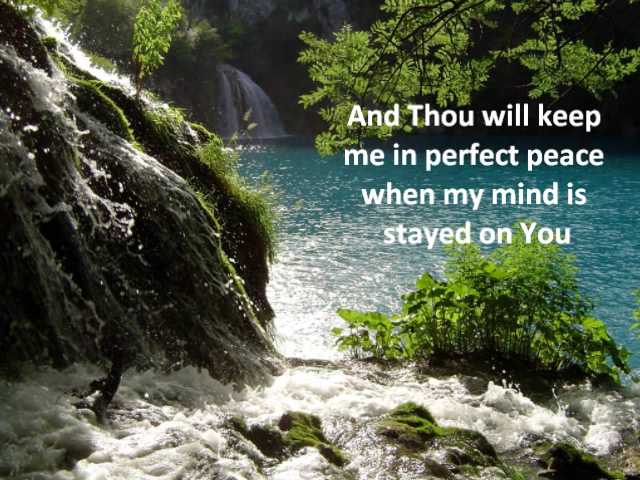 And Thou will keep
me in perfect peace
when my mind is
stayed on You